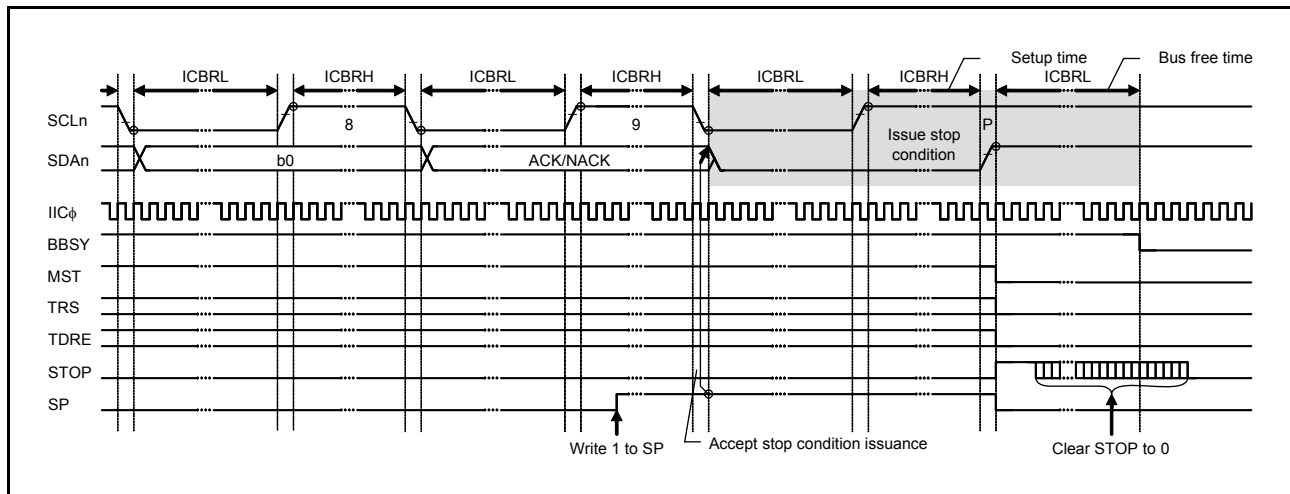 Setup time
Bus free time
ICBRL ICBRH ICBRL ICBRH ICBRL ICBRH ICBRL
SCLn
8
9
P
Issue stop
condition
SDAn
b0
ACK/NACK
IICϕ
BBSY
MST
TRS
TDRE
STOP
SP
Write 1 to SP
Accept stop condition issuance
Clear STOP to 0